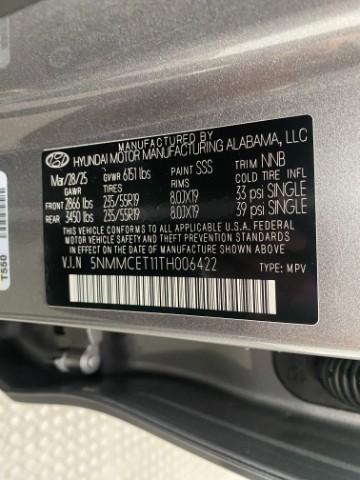 MANUFACTURED BY
HYUNDAI MOTOR MANUFACTURING ALABAMA, LLC
Mar/28/25 GVWR 6151 lbs PAINT SSS TRIM NNB
GAWR TIRES RIMS COLD TIRE INFL
FRONT 2866 lbs 235/55R19 8.0JX19 33 psi SINGLE
REAR 3450 lbs 235/55R19 8.0JX19 39 psi SINGLE
THIS VEHICLE CONFORMS TO ALL APPLICABLE U.S.A. FEDERAL
MOTOR VEHICLE SAFETY AND THEFT PREVENTION STANDARDS IN
EFFECT ON THE DATE OF MANUFACTURE SHOWN ABOVE.
V.I.N 5NMMCET11TH006422 TYPE: MPV
T550